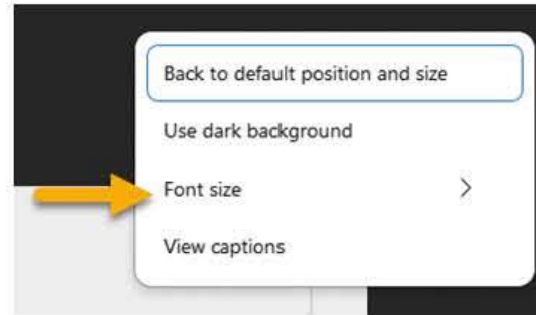 Back to default position and size
Use dark background
Font size
View captions